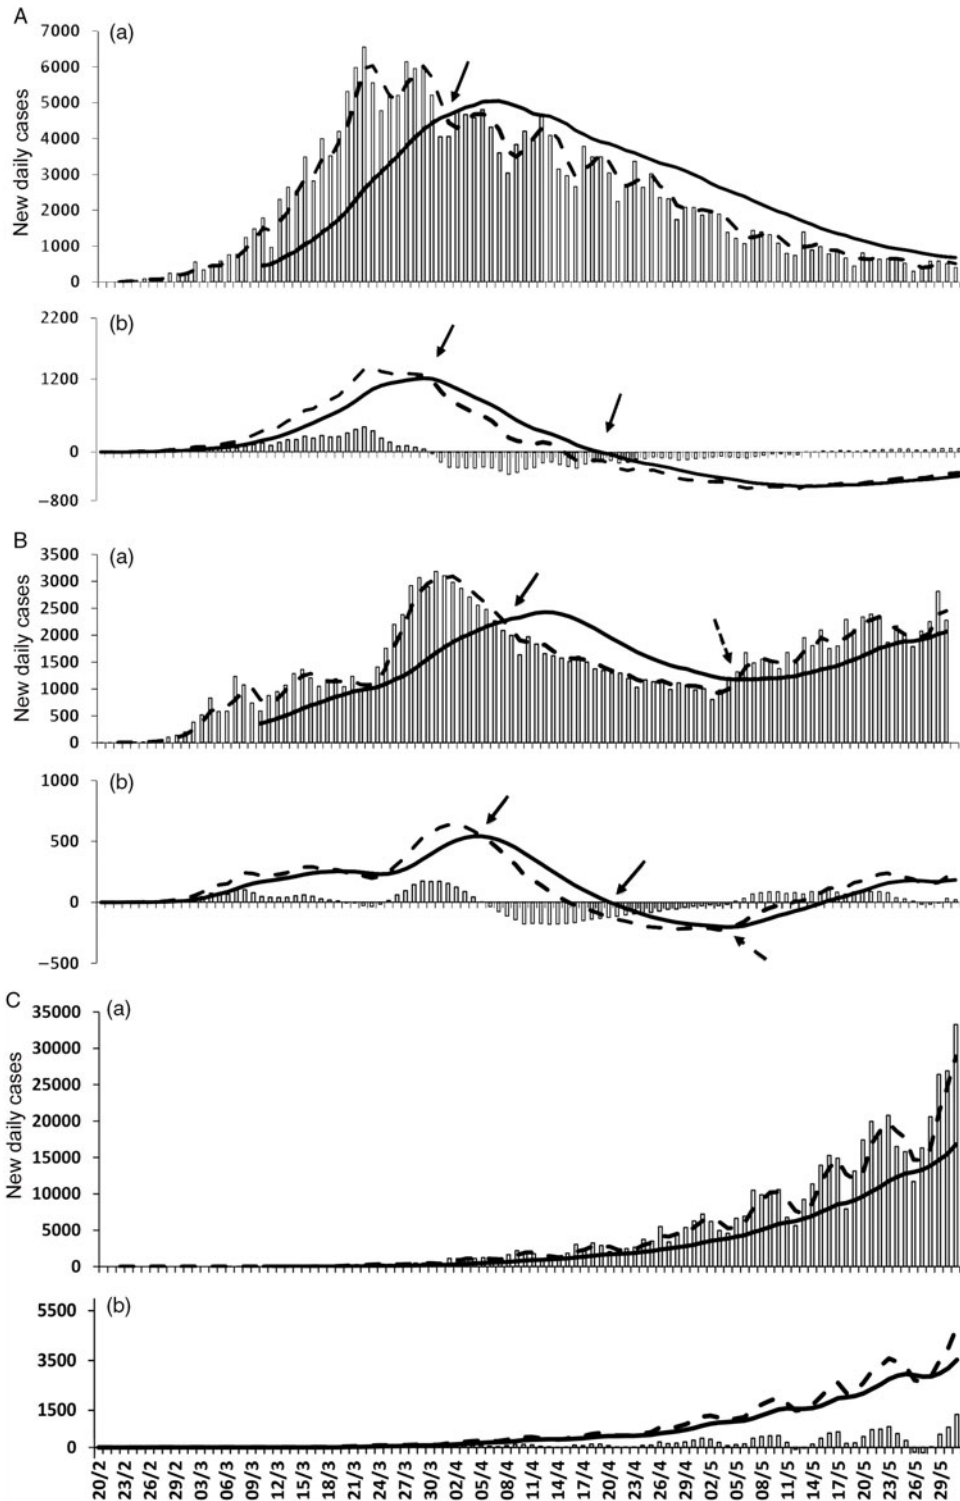 A
(a)
7000
6000
5000
4000
3000
2000
1000
0
New daily cases
(b)
2200
1200
0
−800
B
(a)
3500
3000
2500
2000
1500
1000
500
0
New daily cases
(b)
1000
500
0
−500
C
(a)
35000
30000
25000
20000
15000
10000
5000
0
New daily cases
(b)
5500
3500
1500
0
20/2 23/2 26/2 29/2 03/3 06/3 09/3 12/3 15/3 18/3 21/3 24/3 27/3 30/3 02/4 05/4 08/4 11/4 14/4 17/4 20/4 23/4 26/4 29/4 02/5 05/5 08/5 11/5 14/5 17/5 20/5 23/5 26/5 29/5